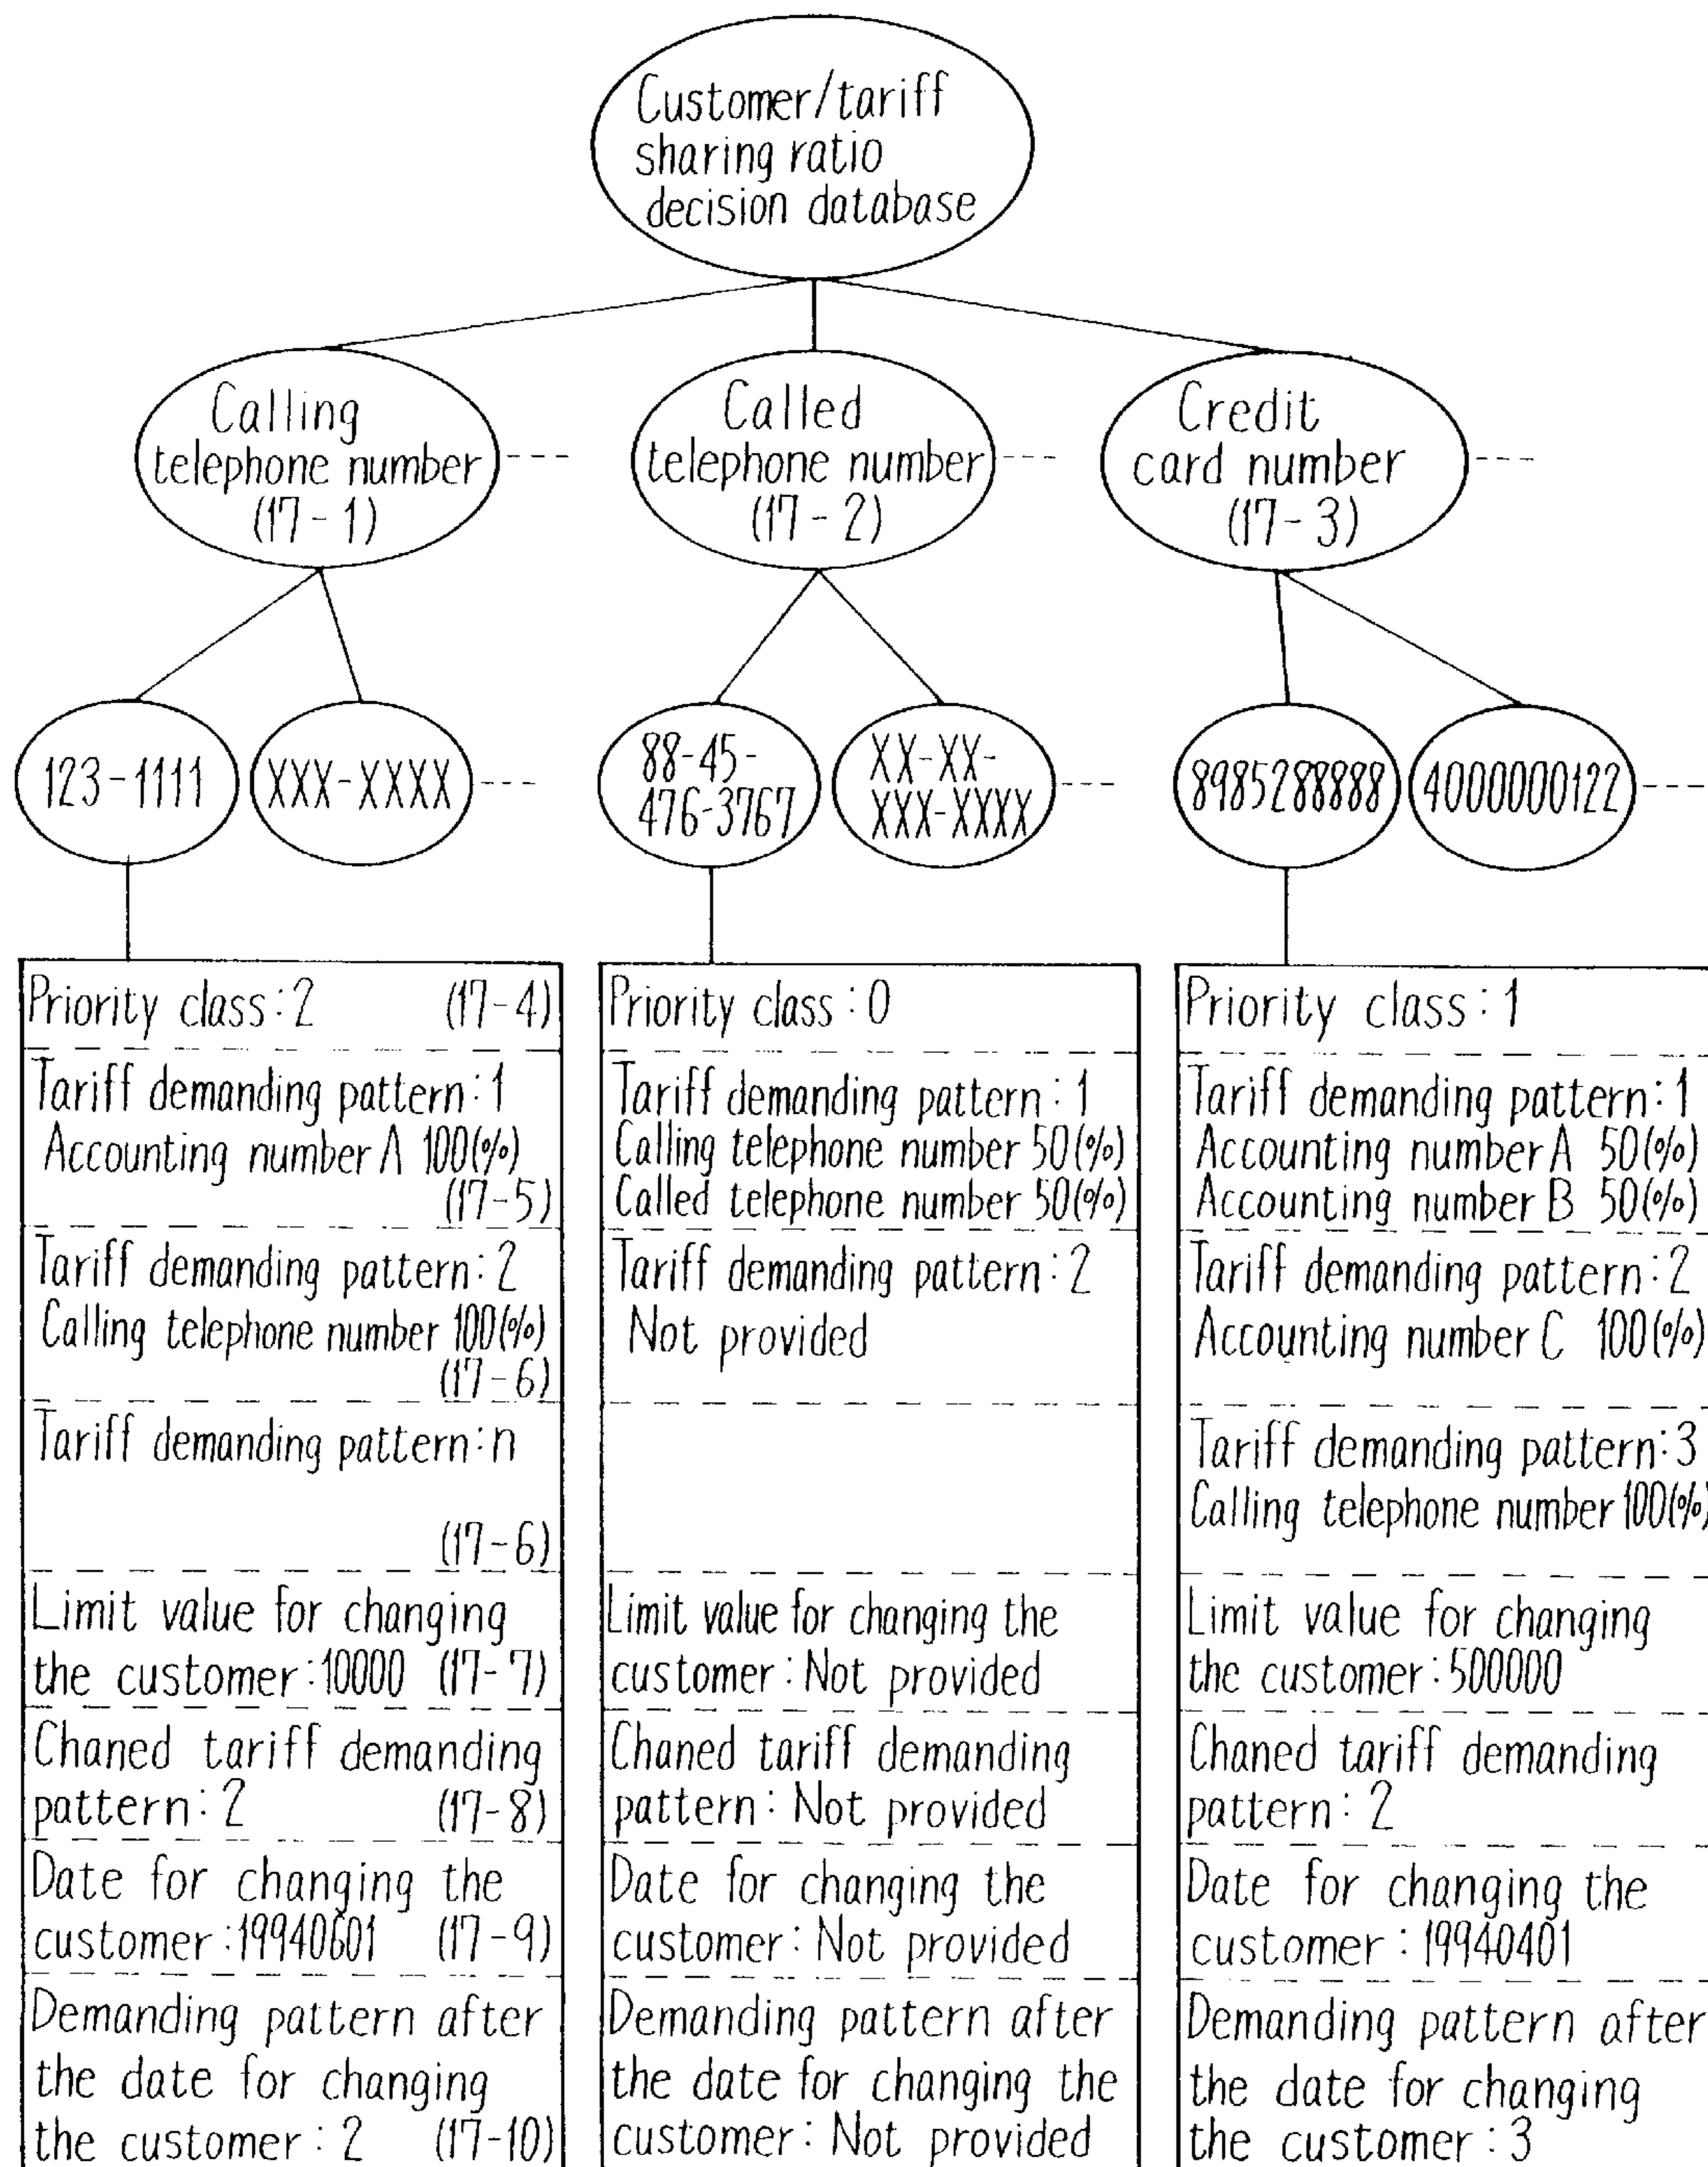 Customer/tariff
sharing ratio
decision database
Calling
telephone number
(17-1)
Called
telephone number
(17-2)
Credit
card number
(17-3)
123-1111
XXX-XXXX
88-45-
476-3767
XX-XX-
XXX-XXXX
8985288888
4000000122
Priority class:2 (17-4)
Tariff demanding pattern:1
Accounting number A 100(%)
(17-5)
Tariff demanding pattern:2
Calling telephone number 100(%)
(17-6)
Tariff demanding pattern:n
(17-6)
Limit value for changing
the customer:10000 (17-7)
Chaned tariff demanding
pattern:2 (17-8)
Date for changing the
customer:19940601 (17-9)
Demanding pattern after
the date for changing
the customer:2 (17-10)
Priority class:0
Tariff demanding pattern:1
Calling telephone number 50(%)
Called telephone number 50(%)
Tariff demanding pattern:2
Not provided
Limit value for changing the
customer:Not provided
Chaned tariff demanding
pattern:Not provided
Date for changing the
customer:Not provided
Demanding pattern after
the date for changing the
customer:Not provided
Priority class:1
Tariff demanding pattern:1
Accounting number A 50(%)
Accounting number B 50(%)
Tariff demanding pattern:2
Accounting number C 100(%)
Tariff demanding pattern:3
Calling telephone number 100(%)
Limit value for changing
the customer:500000
Chaned tariff demanding
pattern:2
Date for changing the
customer:19940401
Demanding pattern after
the date for changing
the customer:3